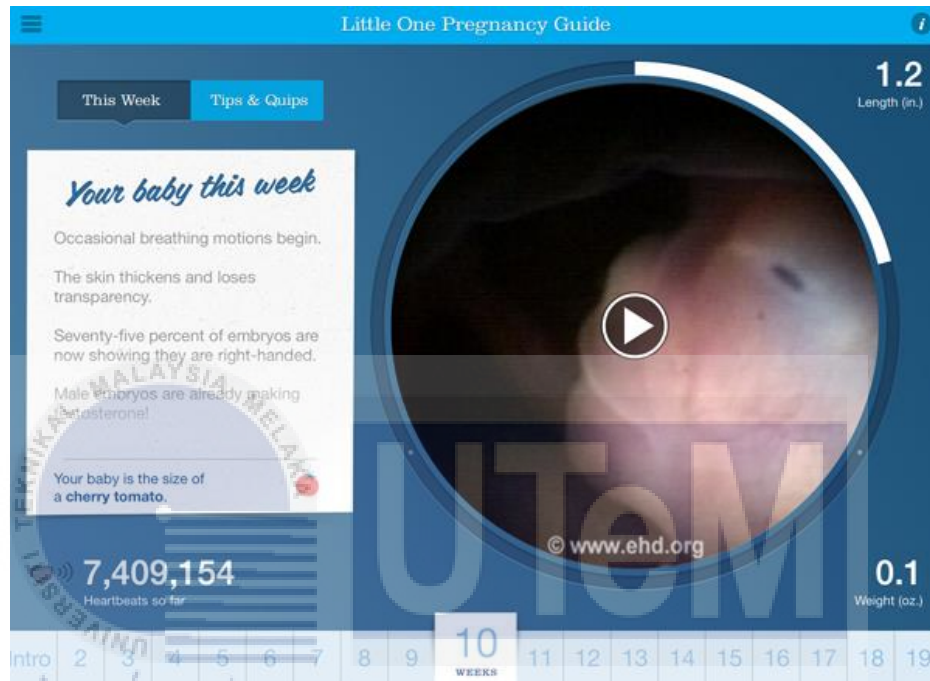 Little One Pregnancy Guide
i
This Week
Tips & Quips
1.2
Length (in.)
Your baby this week
Occasional breathing motions begin.
The skin thickens and loses
transparency.
Seventy-five percent of embryos are
now showing they are right-handed.
Male embryos are already making
testosterone!
Your baby is the size of
a cherry tomato.
UNIVERSITI TEKNIKAL MALAYSIA MELAKA
UTeM
© www.ehd.org
7,409,154
Heartbeats so far
0.1
Weight (oz.)
Intro 2 3 4 5 6 7 8 9 10 11 12 13 14 15 16 17 18 19
WEEKS